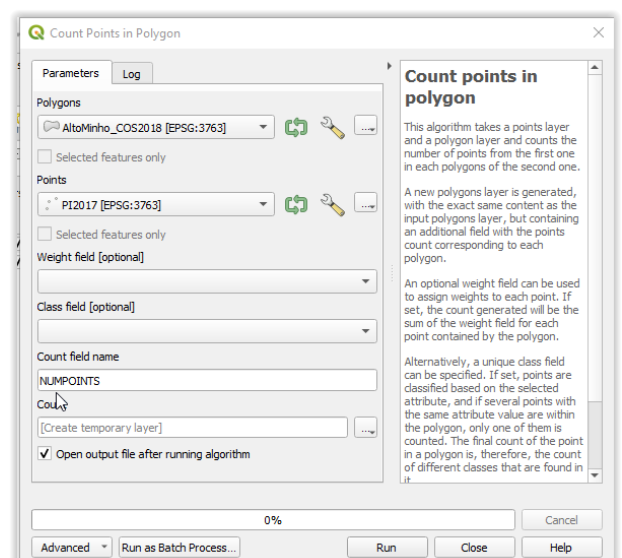 Count Points in Polygon
Parameters
Log
Polygons
AltoMinho_COS2018 [EPSG:3763]
Selected features only
Points
PI2017 [EPSG:3763]
Selected features only
Weight field [optional]
Class field [optional]
Count field name
NUMPOINTS
[Create temporary layer]
Open output file after running algorithm
Count points in
polygon
This algorithm takes a points layer
and a polygon layer and counts the
number of points from the first one
in each polygons of the second one.
A new polygons layer is generated,
with the exact same content as the
input polygons layer, but containing
an additional field with the points
count corresponding to each
polygon.
An optional weight field can be used
to assign weights to each point. If
set, the count generated will be the
sum of the weight field for each
point contained by the polygon.
Alternatively, a unique class field
can be specified. If set, points are
classified based on the selected
attribute, and if several points with
the same attribute value are within
the polygon, only one of them is
counted. The final count of the point
in a polygon is, therefore, the count
of different classes that are found in
it
0%
Cancel
Advanced
Run as Batch Process...
Run
Close
Help